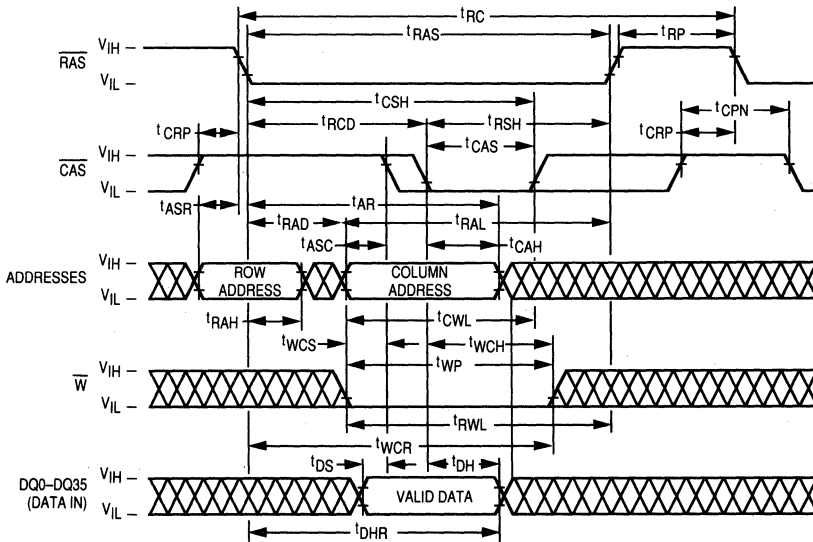 tRC
tRAS
tRP
RAS
VIH
VIL
tCSH
tCPN
tCRP
tRCD
tRSH
tCRP
tCAS
CAS
VIH
VIL
tASR
tAR
tRAD
tRAL
tASC
tCAH
ADDRESSES
VIH
VIL
ROW ADDRESS
COLUMN ADDRESS
tRAH
tCWL
tWCS
tWCH
tWP
W
VIH
VIL
tRWL
tWCR
tDS
tDH
DQ0–DQ35
(DATA IN)
VIH
VIL
VALID DATA
tDHR